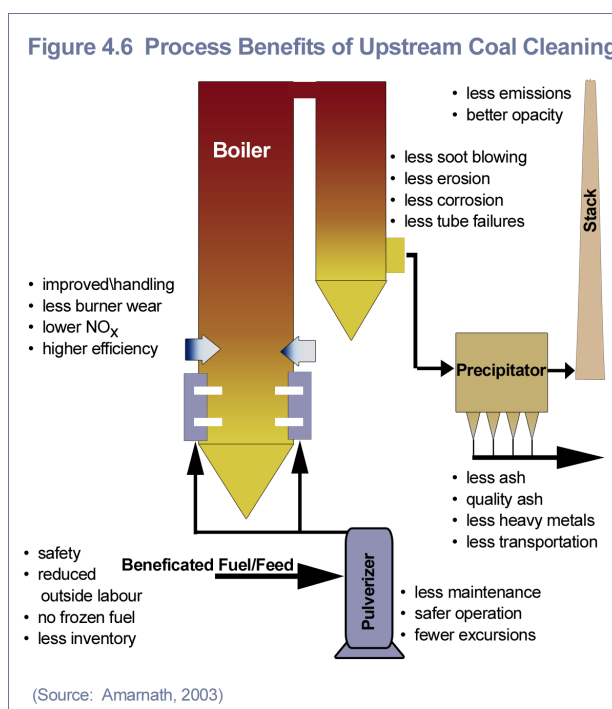 Figure 4.6 Process Benefits of Upstream Coal Cleaning
• less emissions
• better opacity
Boiler
• less soot blowing
• less erosion
• less corrosion
• less tube failures
Stack
• improved\handling
• less burner wear
• lower NOX
• higher efficiency
Precipitator
• less ash
• quality ash
• less heavy metals
• less transportation
• safety
• reduced
outside labour
• no frozen fuel
• less inventory
Beneficated Fuel/Feed
Pulverizer
• less maintenance
• safer operation
• fewer excursions
(Source: Amarnath, 2003)